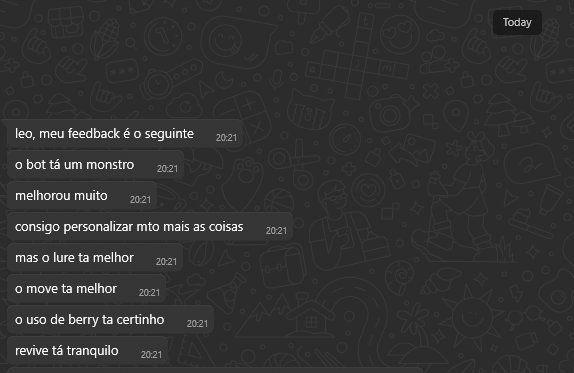 Today
leo, meu feedback é o seguinte 20:21
o bot tá um monstro 20:21
melhorou muito 20:21
consigo personalizar mto mais as coisas 20:21
mas o lure ta melhor 20:21
o move ta melhor 20:21
o uso de berry ta certinho 20:21
revive tá tranquilo 20:21